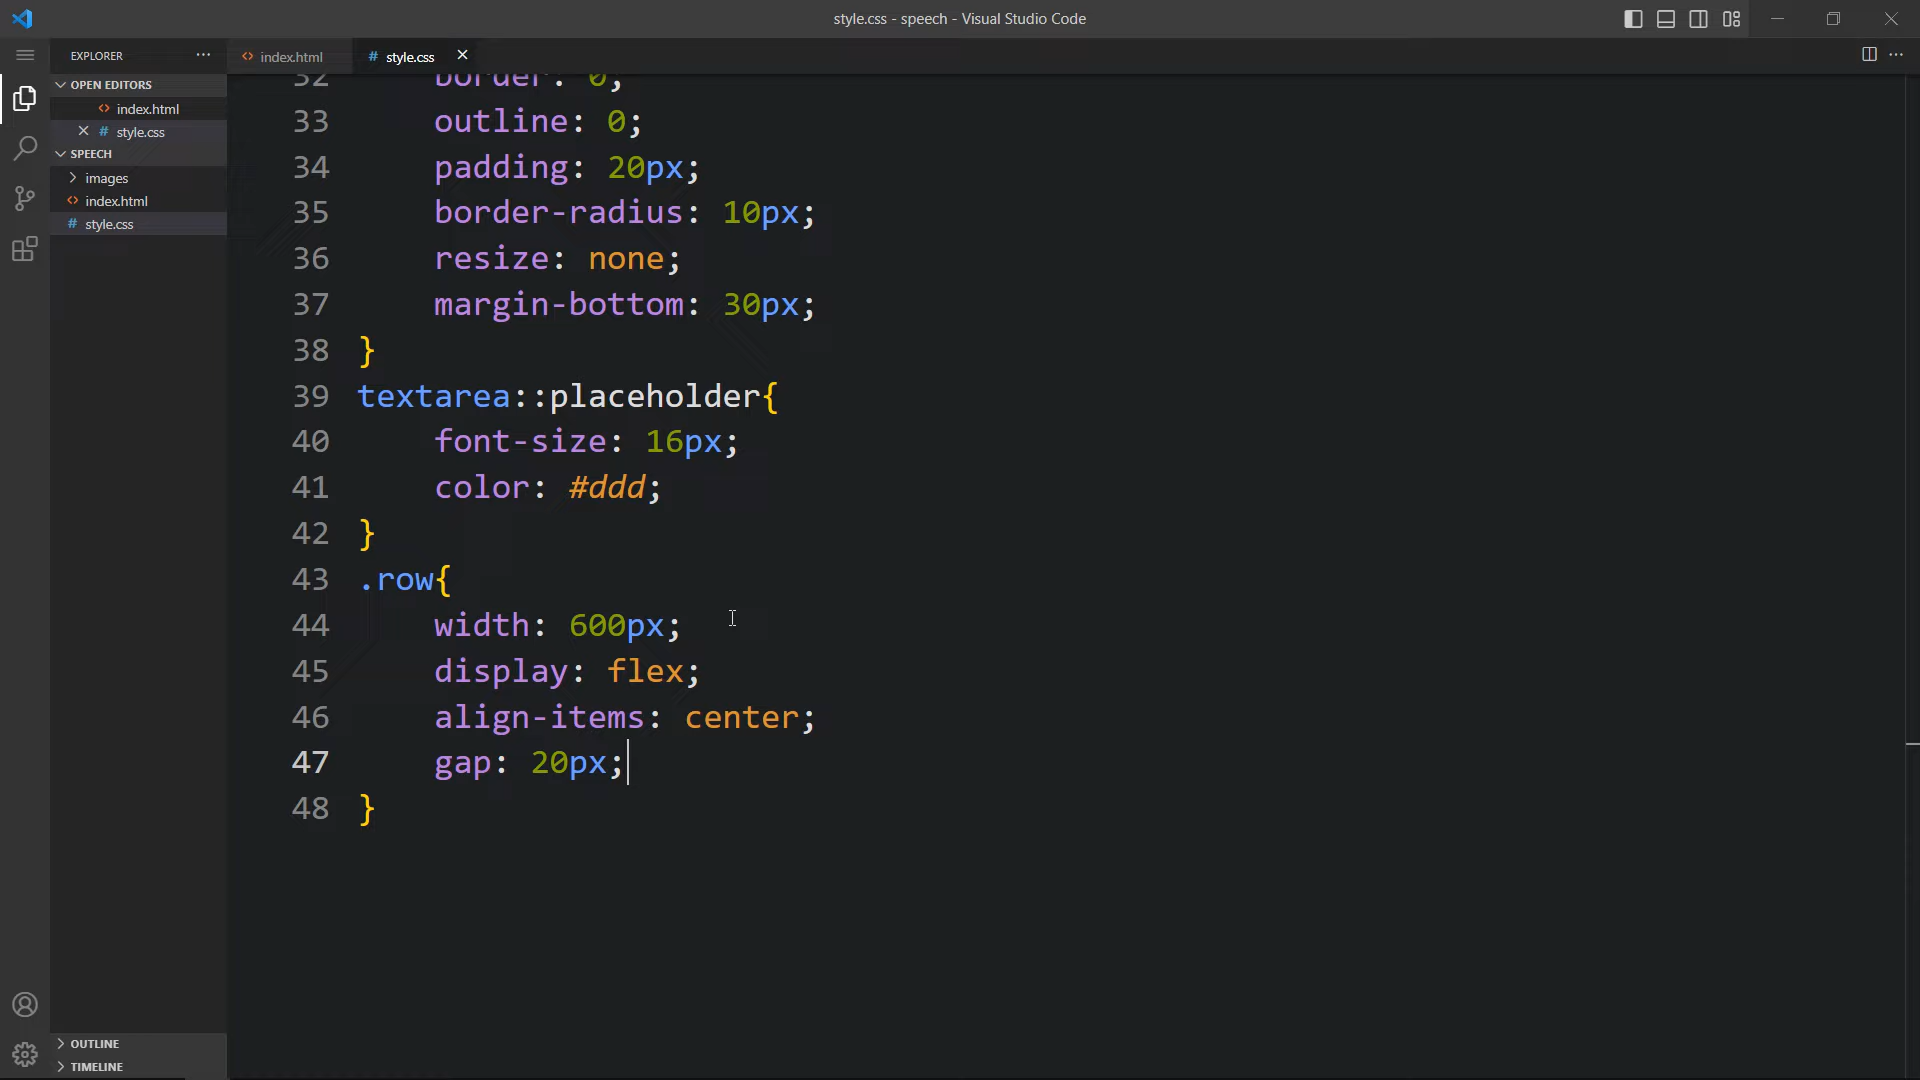 style.css - speech - Visual Studio Code
EXPLORER
index.html
# style.css
OPEN EDITORS
index.html
# style.css
SPEECH
images
index.html
# style.css
OUTLINE
TIMELINE
32 border: 0;
33 outline: 0;
34 padding: 20px;
35 border-radius: 10px;
36 resize: none;
37 margin-bottom: 30px;
38 }
39 textarea::placeholder{
40 font-size: 16px;
41 color: #ddd;
42 }
43 .row{
44 width: 600px;
45 display: flex;
46 align-items: center;
47 gap: 20px;
48 }